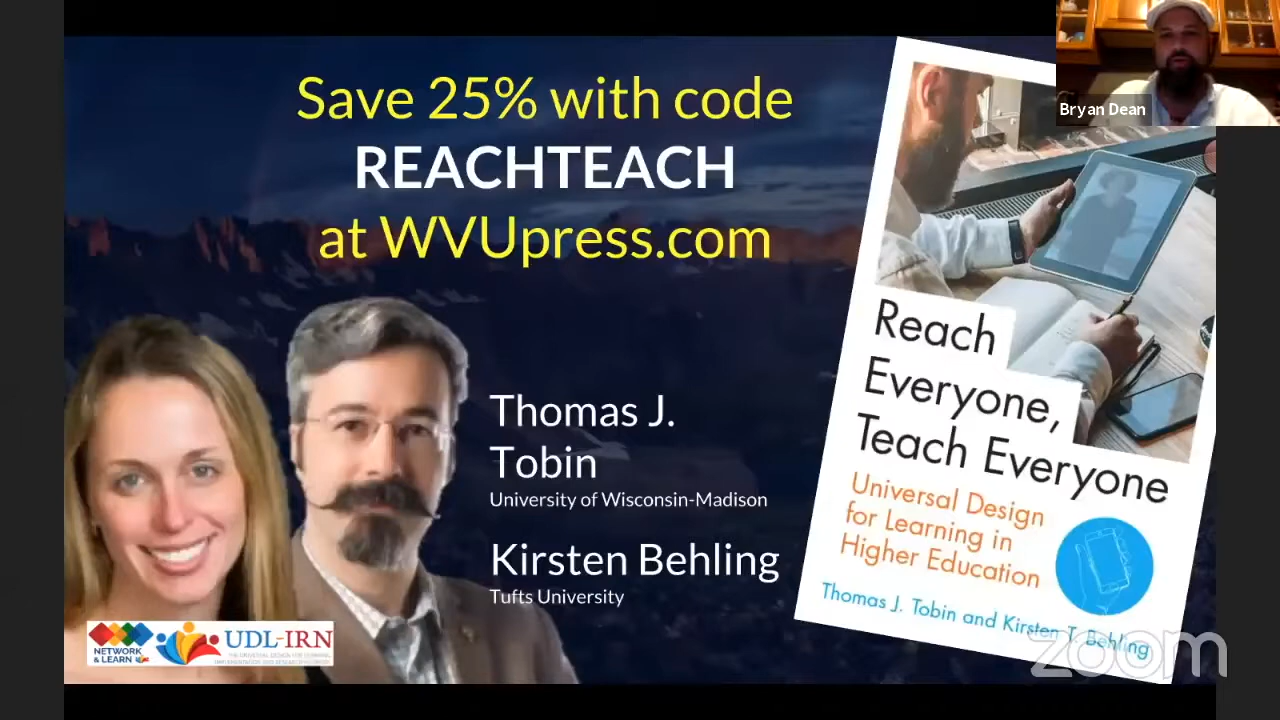 Save 25% with code
REACHTEACH
at WVUpress.com
Bryan Dean
Thomas J.
Tobin
University of Wisconsin-Madison
Kirsten Behling
Tufts University
Reach
Everyone,
Teach Everyone
Universal Design
for Learning in
Higher Education
Thomas J. Tobin and Kirsten T. Behling
NETWORK
& LEARN
UDL-IRN
zoom